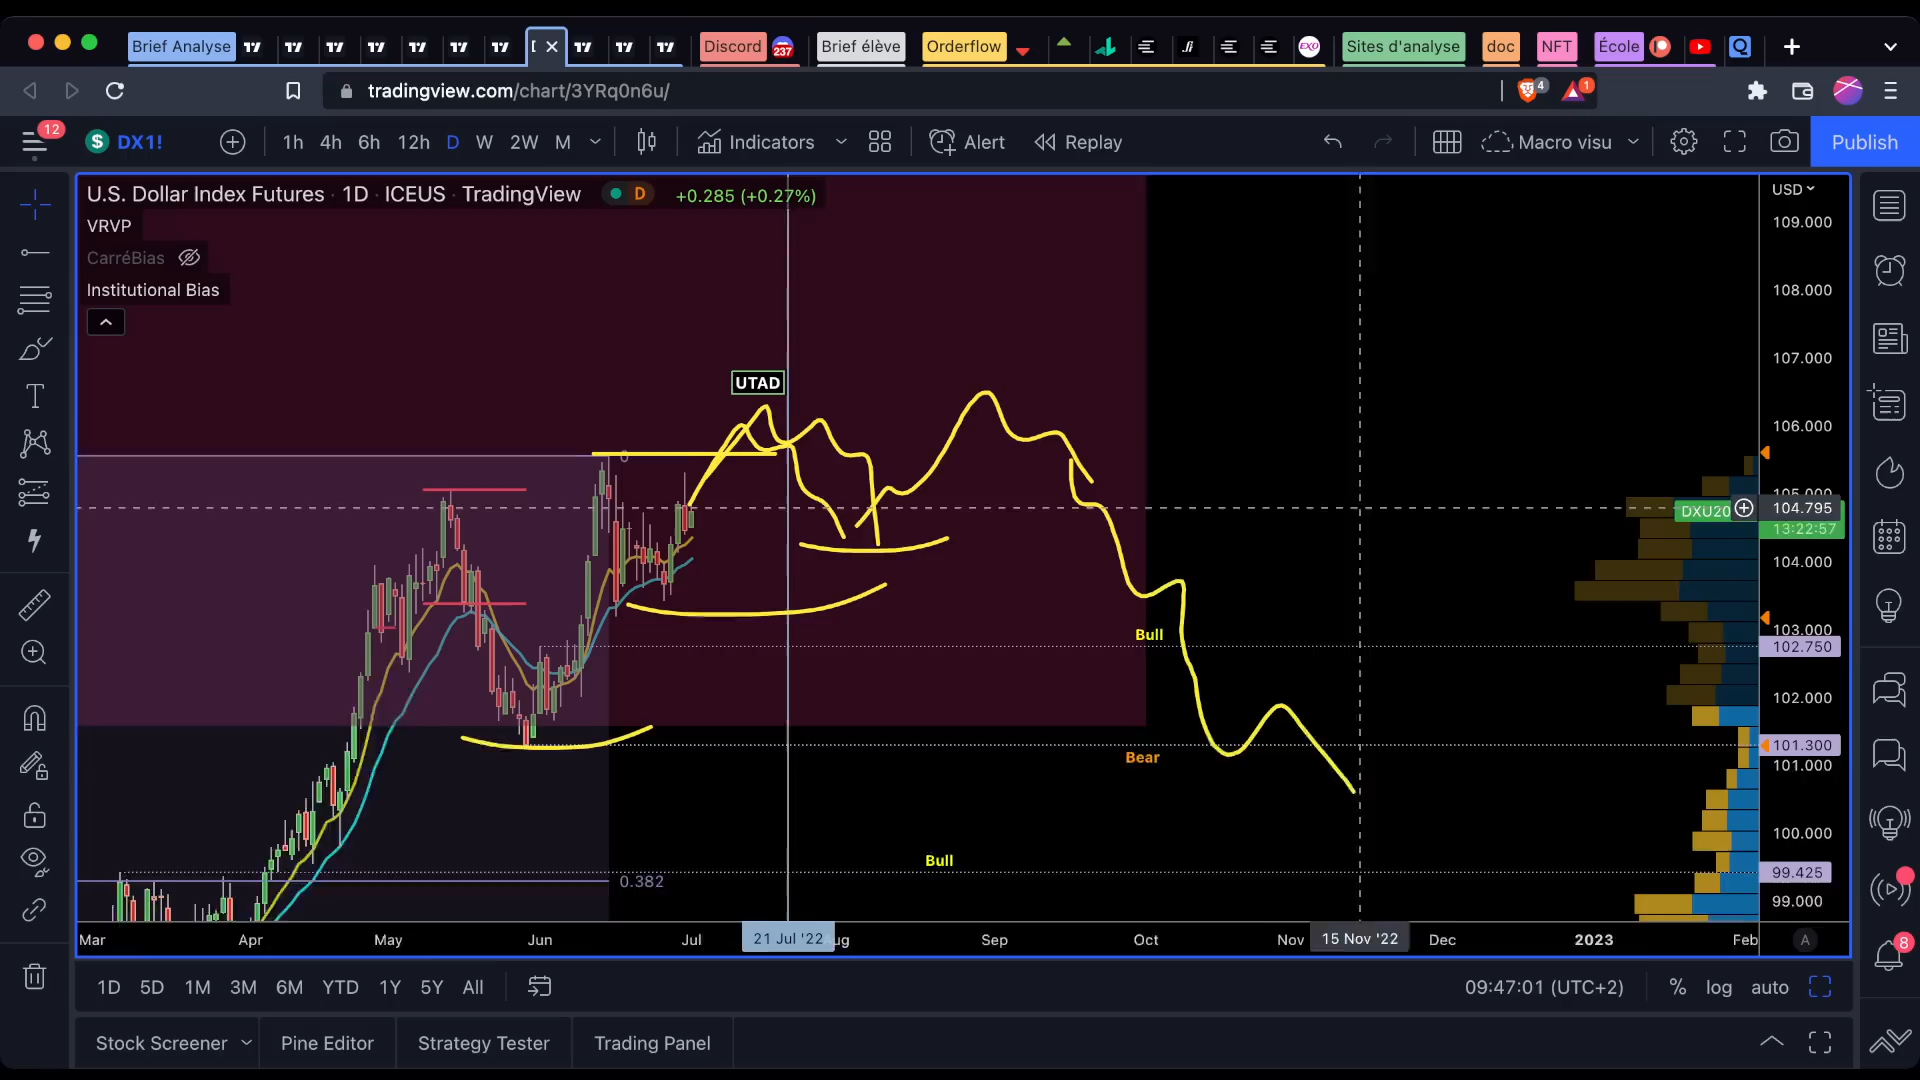 Brief Analyse
[
Discord
237
Brief élève
Orderflow
EXO
Sites d'analyse
doc
NFT
École
tradingview.com/chart/3YRq0n6u/
4
1
12
$
DX1!
1h 4h 6h 12h D W 2W M
Indicators
Alert
Replay
Macro visu
Publish
U.S. Dollar Index Futures · 1D · ICEUS · TradingView
D
+0.285 (+0.27%)
USD
VRVP
CarréBias
Institutional Bias
109.000
108.000
107.000
106.000
105.000
104.795
DXU20
13:22:57
104.000
103.000
102.750
102.000
101.300
101.000
100.000
99.425
99.000
UTAD
0
Bull
Bear
Bull
0.382
Mar Apr May Jun Jul 21 Jul '22 ug Sep Oct Nov 15 Nov '22 Dec 2023 Feb
A
8
1D 5D 1M 3M 6M YTD 1Y 5Y All
09:47:01 (UTC+2)
% log auto
Stock Screener
Pine Editor
Strategy Tester
Trading Panel